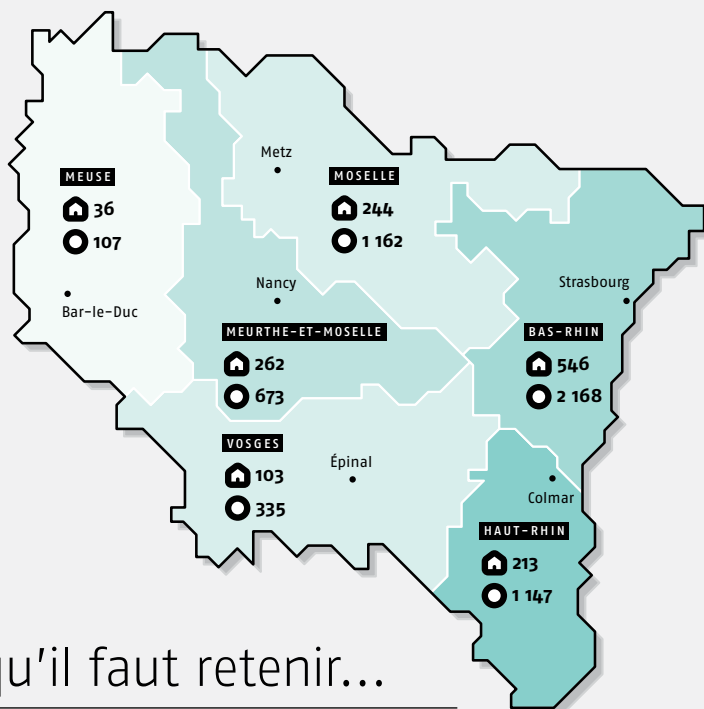 Metz
MEUSE
36
107
MOSELLE
244
1 162
Bar-le-Duc
Nancy
Strasbourg
MEURTHE-ET-MOSELLE
262
673
BAS-RHIN
546
2 168
VOSGES
103
335
Épinal
Colmar
HAUT-RHIN
213
1 147
qu'il faut retenir...